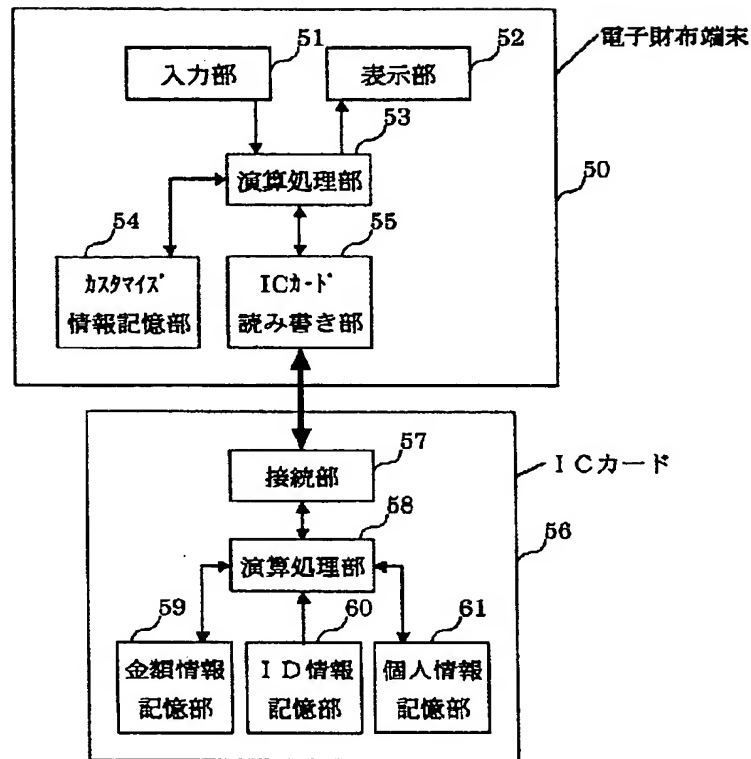 電子財布端末
51
52
入力部
表示部
53
演算処理部
50
54
55
ｶｽﾀﾏｲｽﾞ
情報記憶部
ICｶｰﾄﾞ
読み書き部
57
接続部
ＩＣカード
58
56
演算処理部
59
60
61
金額情報
記憶部
ＩＤ情報
記憶部
個人情報
記憶部